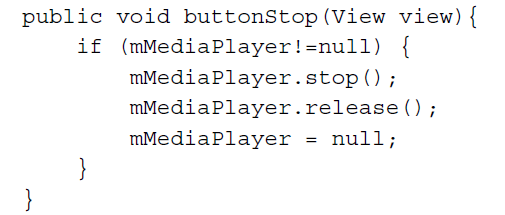 public void buttonStop(View view){
    if (mMediaPlayer!=null) {
        mMediaPlayer.stop();
        mMediaPlayer.release();
        mMediaPlayer = null;
    }
}